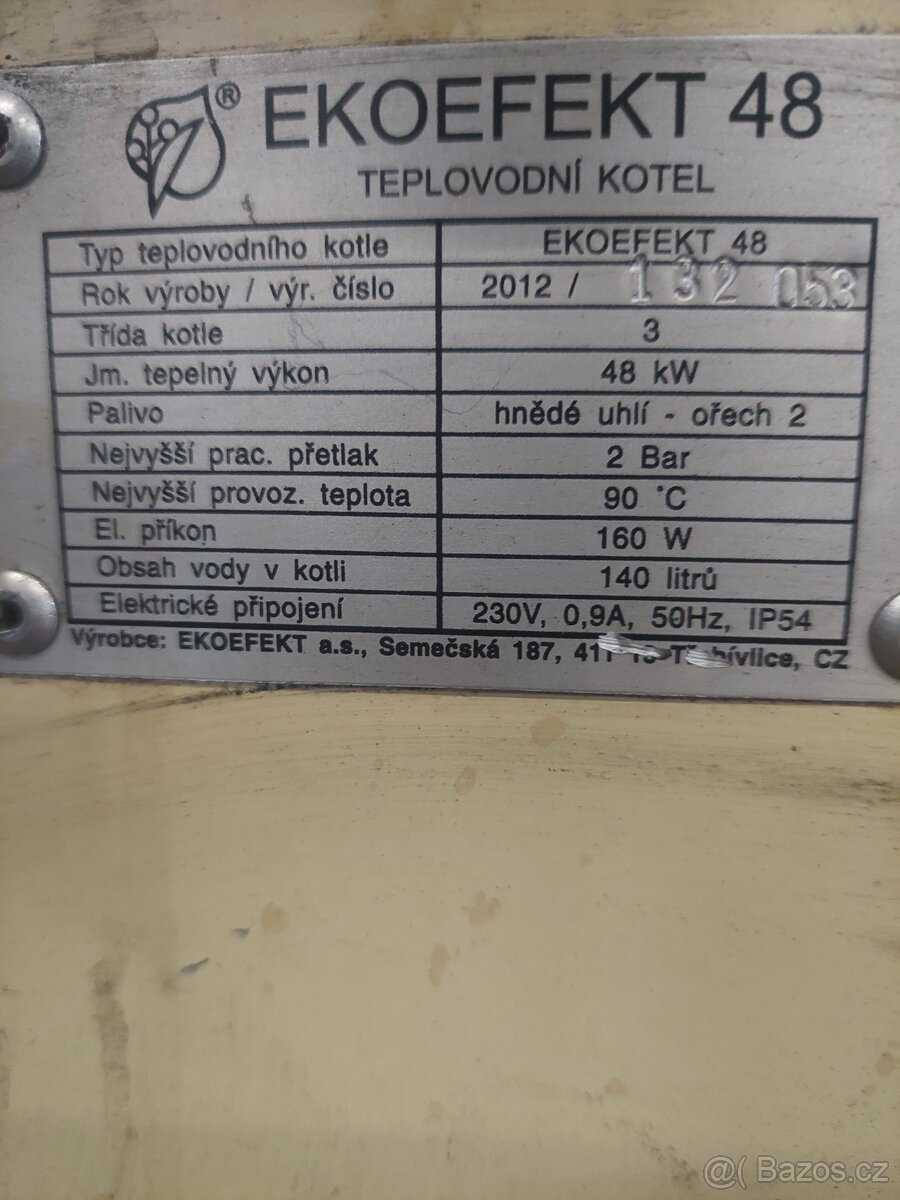 ® EKOEFEKT 48
TEPLOVODNÍ KOTEL
Typ teplovodního kotle EKOEFEKT 48
Rok výroby / výr. číslo 2012 / 132 053
Třída kotle 3
Jm. tepelný výkon 48 kW
Palivo hnědé uhlí - ořech 2
Nejvyšší prac. přetlak 2 Bar
Nejvyšší provoz. teplota 90 °C
El. příkon 160 W
Obsah vody v kotli 140 litrů
Elektrické připojení 230V, 0,9A, 50Hz, IP54
Výrobce: EKOEFEKT a.s., Semečská 187, CZ
@( Bazos.cz